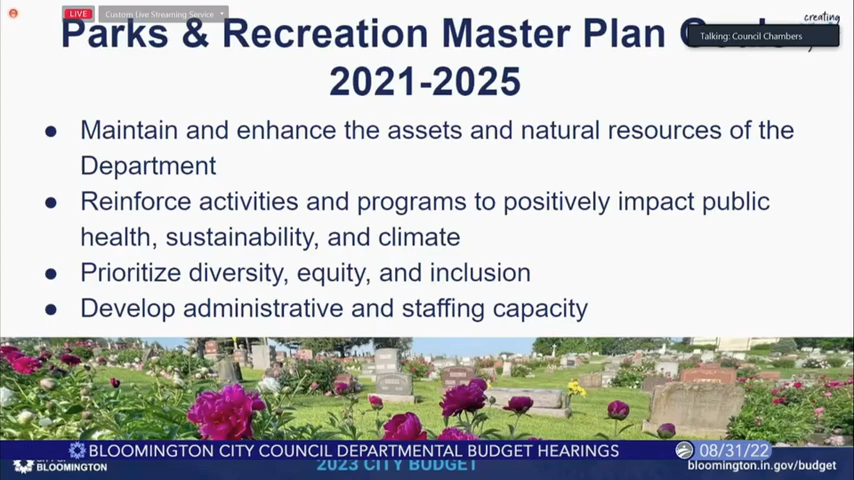 LIVE
Custom Live Streaming Service
creating
Parks & Recreation Master Plan
Talking: Council Chambers
2021-2025
● Maintain and enhance the assets and natural resources of the
Department
● Reinforce activities and programs to positively impact public
health, sustainability, and climate
● Prioritize diversity, equity, and inclusion
● Develop administrative and staffing capacity
BLOOMINGTON CITY COUNCIL DEPARTMENTAL BUDGET HEARINGS
08/31/22
BLOOMINGTON
2023 CITY BUDGET
bloomington.in.gov/budget